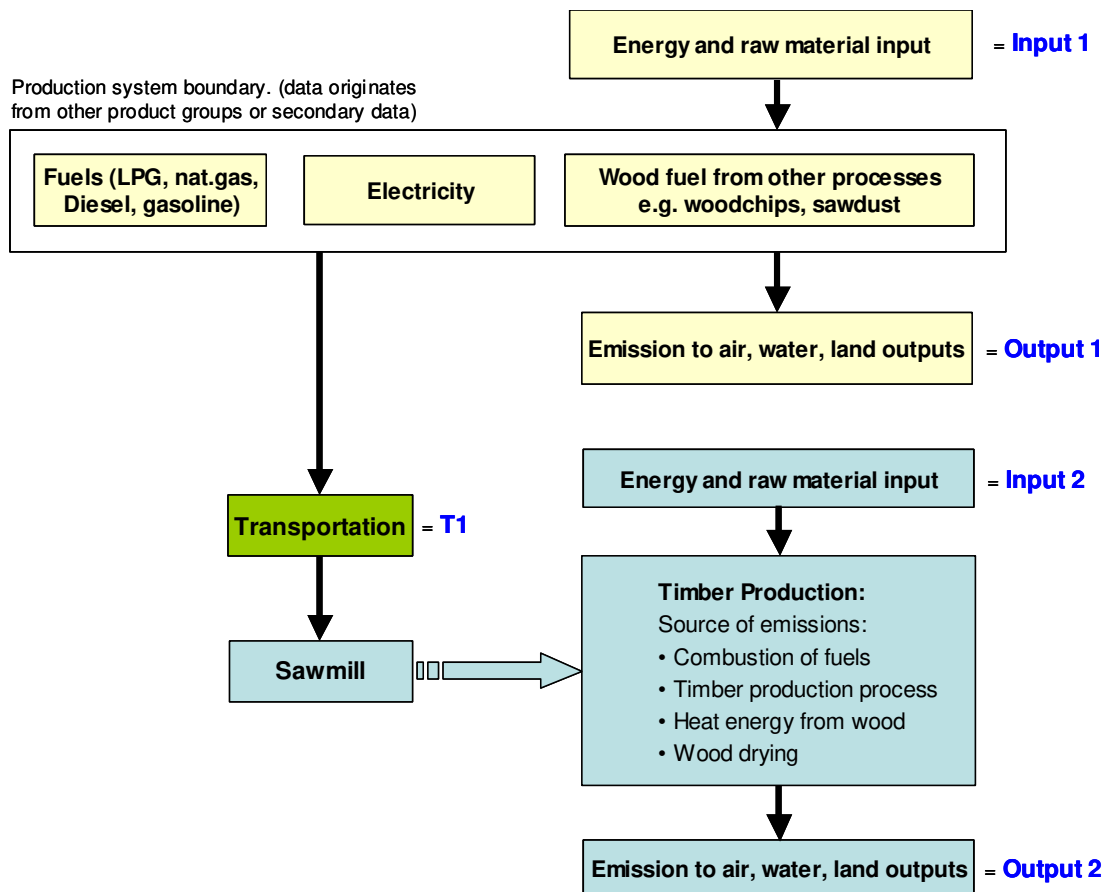 Energy and raw material input = Input 1
Production system boundary. (data originates
from other product groups or secondary data)
Fuels (LPG, nat.gas,
Diesel, gasoline)
Electricity
Wood fuel from other processes
e.g. woodchips, sawdust
Emission to air, water, land outputs = Output 1
Energy and raw material input = Input 2
Transportation = T1
Timber Production:
Source of emissions:
• Combustion of fuels
• Timber production process
• Heat energy from wood
• Wood drying
Sawmill
Emission to air, water, land outputs = Output 2